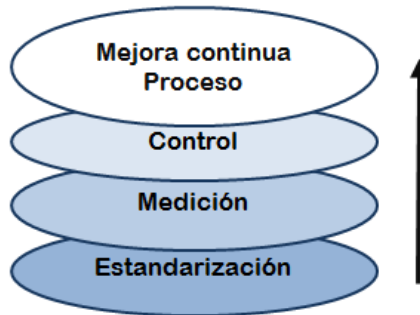 Mejora continua
Proceso
Control
Medición
Estandarización